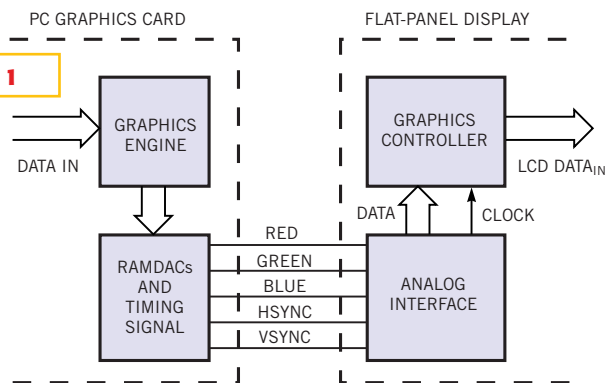 PC GRAPHICS CARD
FLAT-PANEL DISPLAY
1
GRAPHICS
ENGINE
DATA IN
GRAPHICS
CONTROLLER
LCD DATAIN
DATA
CLOCK
RAMDACs
AND
TIMING
SIGNAL
RED
GREEN
BLUE
HSYNC
VSYNC
ANALOG
INTERFACE